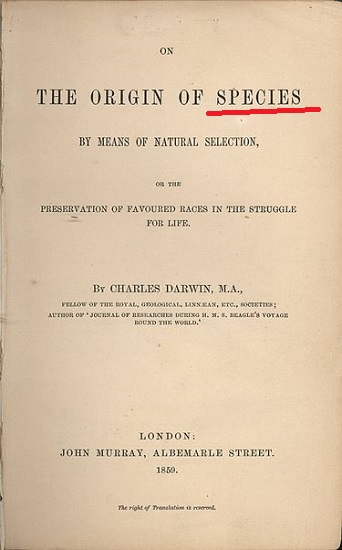 ON
THE ORIGIN OF SPECIES
BY MEANS OF NATURAL SELECTION,
OR THE
PRESERVATION OF FAVOURED RACES IN THE STRUGGLE
FOR LIFE.
BY CHARLES DARWIN, M.A.,
FELLOW OF THE ROYAL, GEOLOGICAL, LINNÆAN, ETC., SOCIETIES;
AUTHOR OF ‘JOURNAL OF RESEARCHES DURING H. M. S. BEAGLE’S VOYAGE
ROUND THE WORLD.’
LONDON:
JOHN MURRAY, ALBEMARLE STREET.
1859.
The right of Translation is reserved.